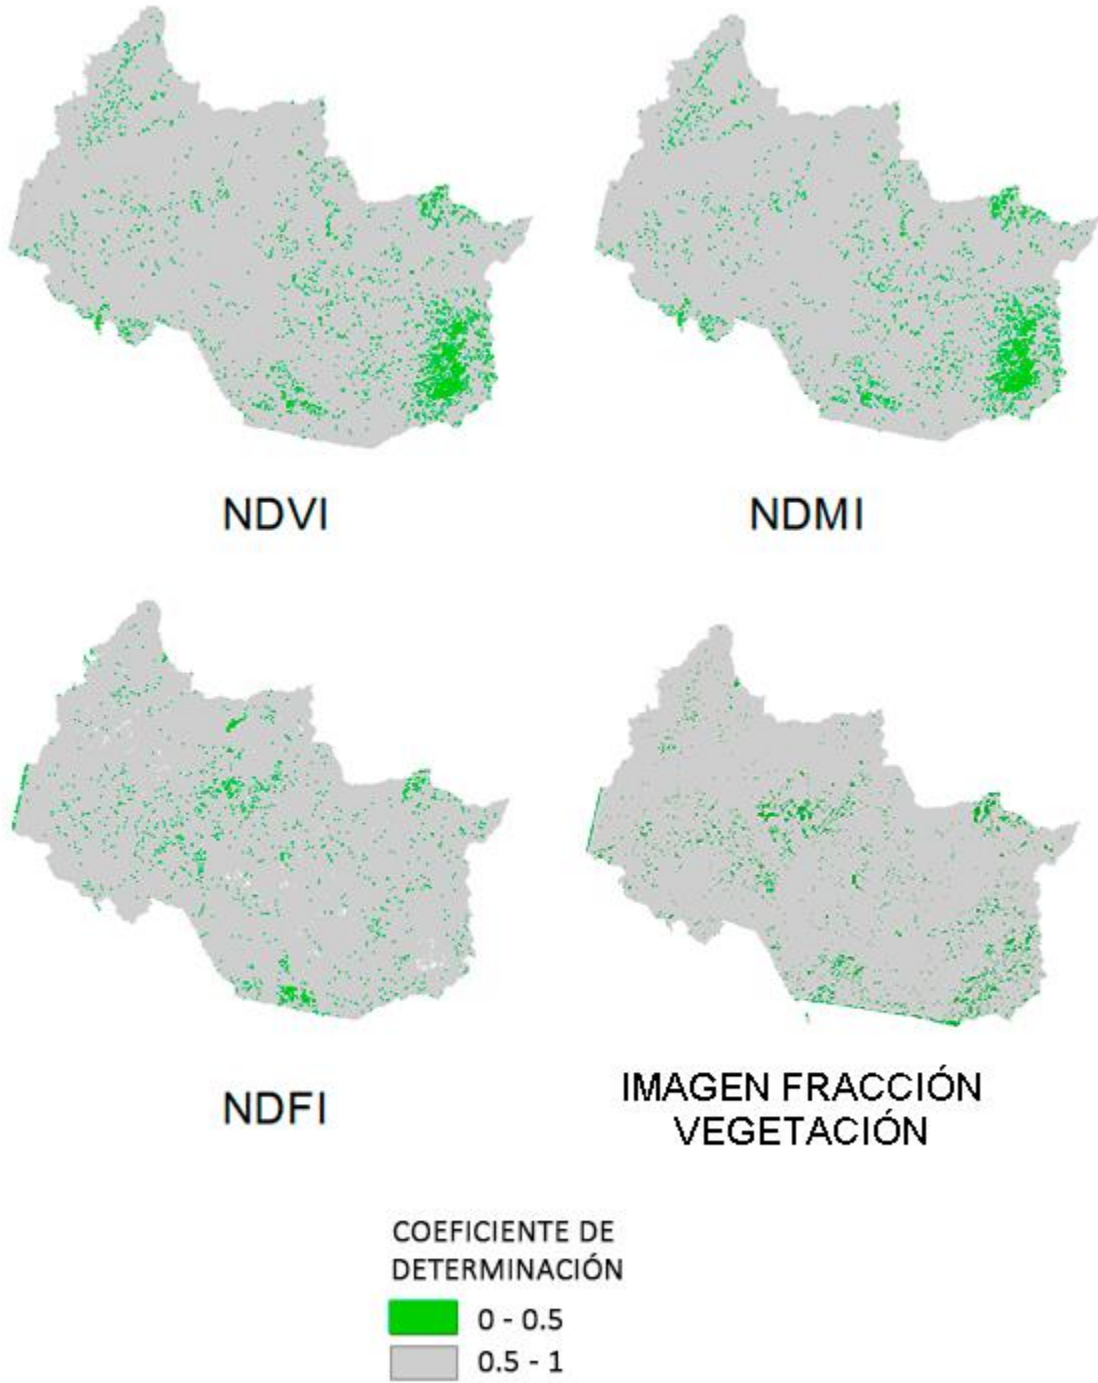 NDVI
NDMI
NDFI
IMAGEN FRACCIÓN
VEGETACIÓN
COEFICIENTE DE
DETERMINACIÓN
0 - 0.5
0.5 - 1